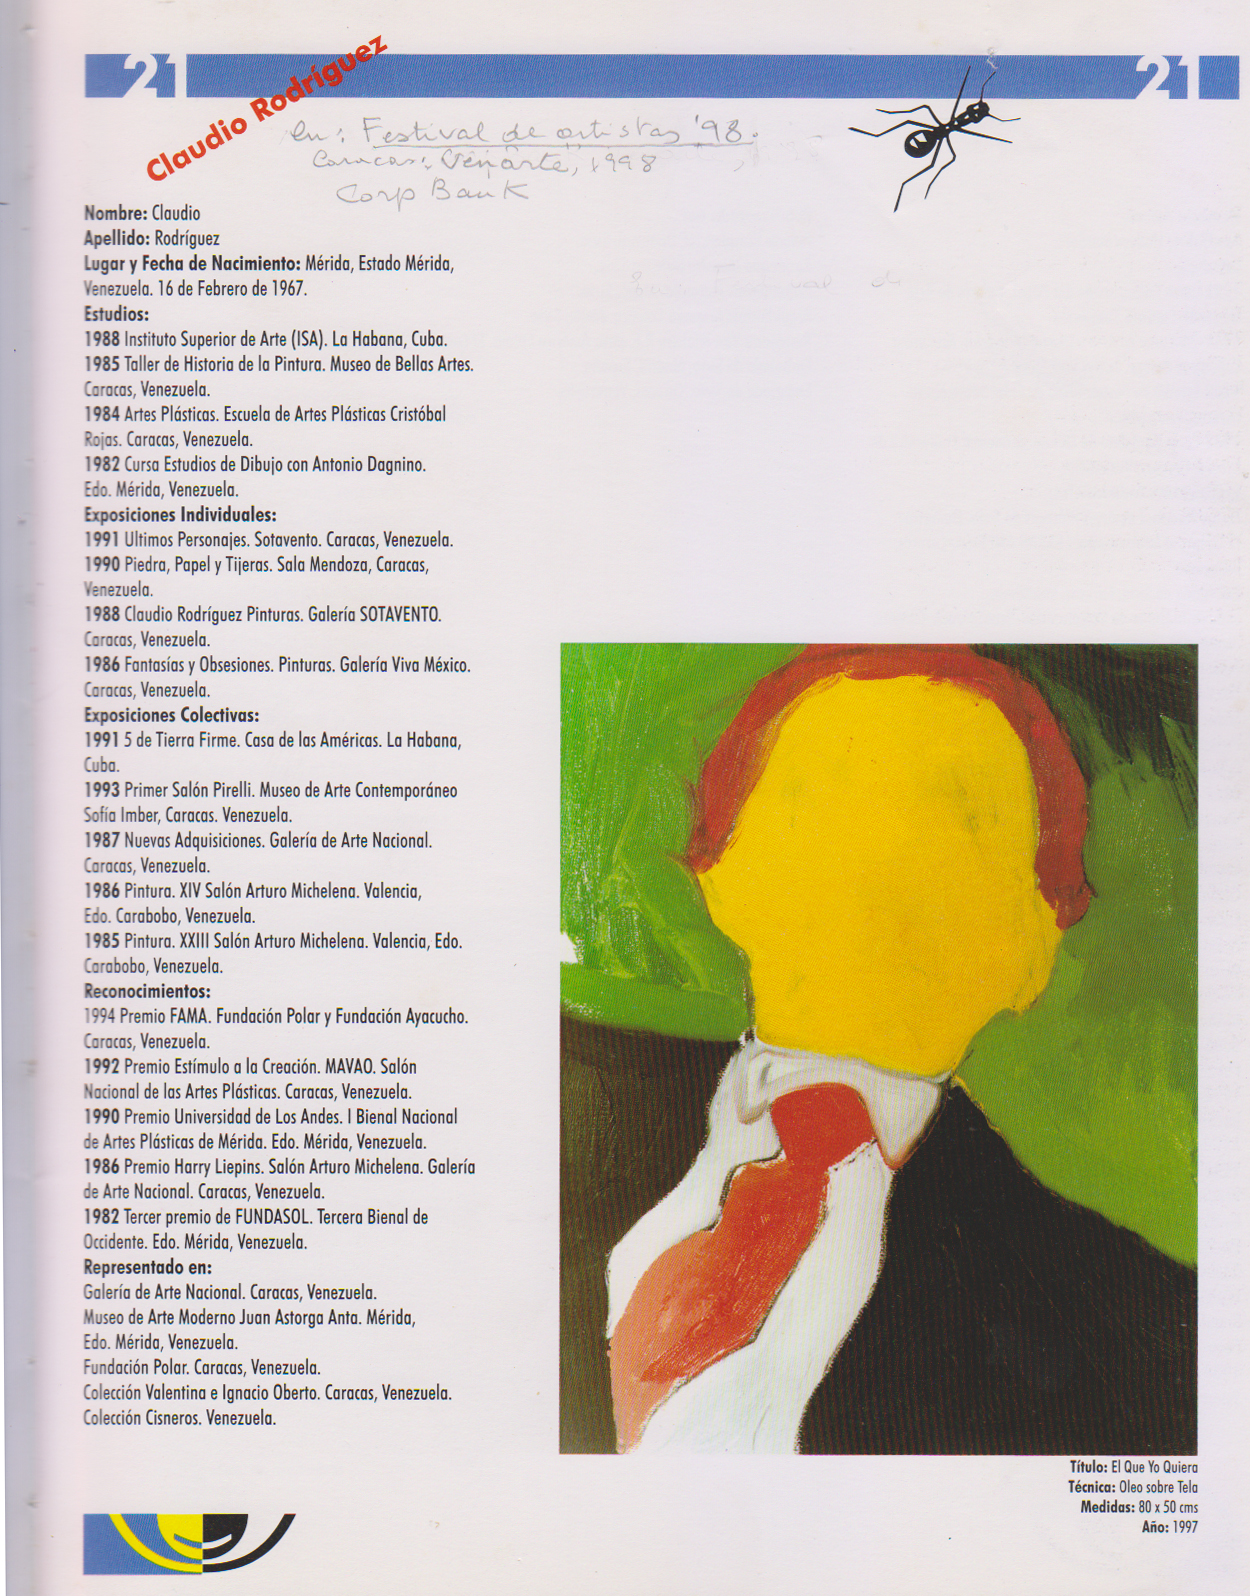 21
21
Claudio Rodríguez
En: Festival de artistas '98.
Caracas: Venarte, 1998
Corp Bank
Nombre: Claudio
Apellido: Rodríguez
Lugar y Fecha de Nacimiento: Mérida, Estado Mérida,
Venezuela. 16 de Febrero de 1967.
Estudios:
1988 Instituto Superior de Arte (ISA). La Habana, Cuba.
1985 Taller de Historia de la Pintura. Museo de Bellas Artes.
Caracas, Venezuela.
1984 Artes Plásticas. Escuela de Artes Plásticas Cristóbal
Rojas. Caracas, Venezuela.
1982 Cursa Estudios de Dibujo con Antonio Dagnino.
Edo. Mérida, Venezuela.
Exposiciones Individuales:
1991 Ultimos Personajes. Sotavento. Caracas, Venezuela.
1990 Piedra, Papel y Tijeras. Sala Mendoza, Caracas,
Venezuela.
1988 Claudio Rodríguez Pinturas. Galería SOTAVENTO.
Caracas, Venezuela.
1986 Fantasías y Obsesiones. Pinturas. Galería Viva México.
Caracas, Venezuela.
Exposiciones Colectivas:
1991 5 de Tierra Firme. Casa de las Américas. La Habana,
Cuba.
1993 Primer Salón Pirelli. Museo de Arte Contemporáneo
Sofía Imber, Caracas. Venezuela.
1987 Nuevas Adquisiciones. Galería de Arte Nacional.
Caracas, Venezuela.
1986 Pintura. XIV Salón Arturo Michelena. Valencia,
Edo. Carabobo, Venezuela.
1985 Pintura. XXIII Salón Arturo Michelena. Valencia, Edo.
Carabobo, Venezuela.
Reconocimientos:
1994 Premio FAMA. Fundación Polar y Fundación Ayacucho.
Caracas, Venezuela.
1992 Premio Estímulo a la Creación. MAVAO. Salón
Nacional de las Artes Plásticas. Caracas, Venezuela.
1990 Premio Universidad de Los Andes. I Bienal Nacional
de Artes Plásticas de Mérida. Edo. Mérida, Venezuela.
1986 Premio Harry Liepins. Salón Arturo Michelena. Galería
de Arte Nacional. Caracas, Venezuela.
1982 Tercer premio de FUNDASOL. Tercera Bienal de
Occidente. Edo. Mérida, Venezuela.
Representado en:
Galería de Arte Nacional. Caracas, Venezuela.
Museo de Arte Moderno Juan Astorga Anta. Mérida,
Edo. Mérida, Venezuela.
Fundación Polar. Caracas, Venezuela.
Colección Valentina e Ignacio Oberto. Caracas, Venezuela.
Colección Cisneros. Venezuela.
Título: El Que Yo Quiera
Técnica: Oleo sobre Tela
Medidas: 80 x 50 cms
Año: 1997